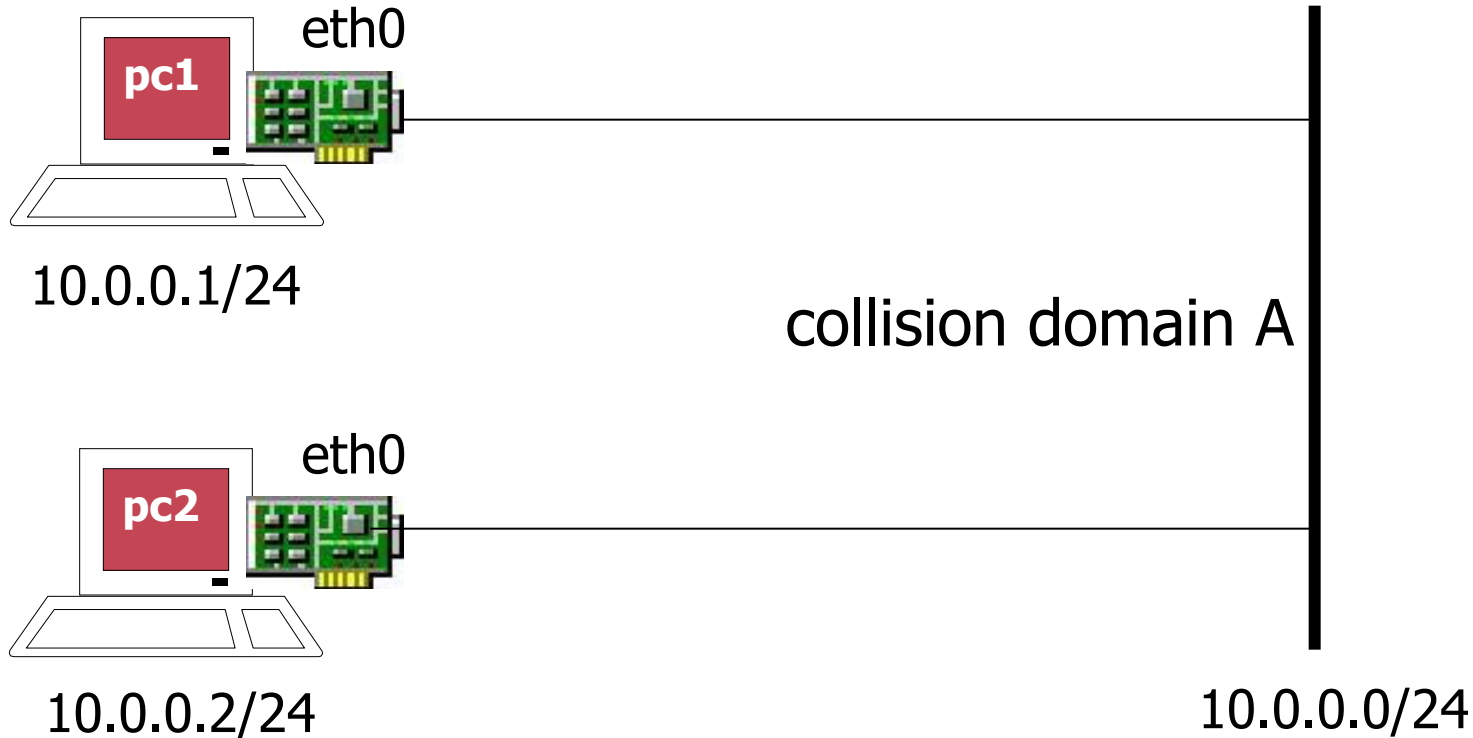 eth0
pc1
10.0.0.1/24
collision domain A
eth0
pc2
10.0.0.2/24
10.0.0.0/24